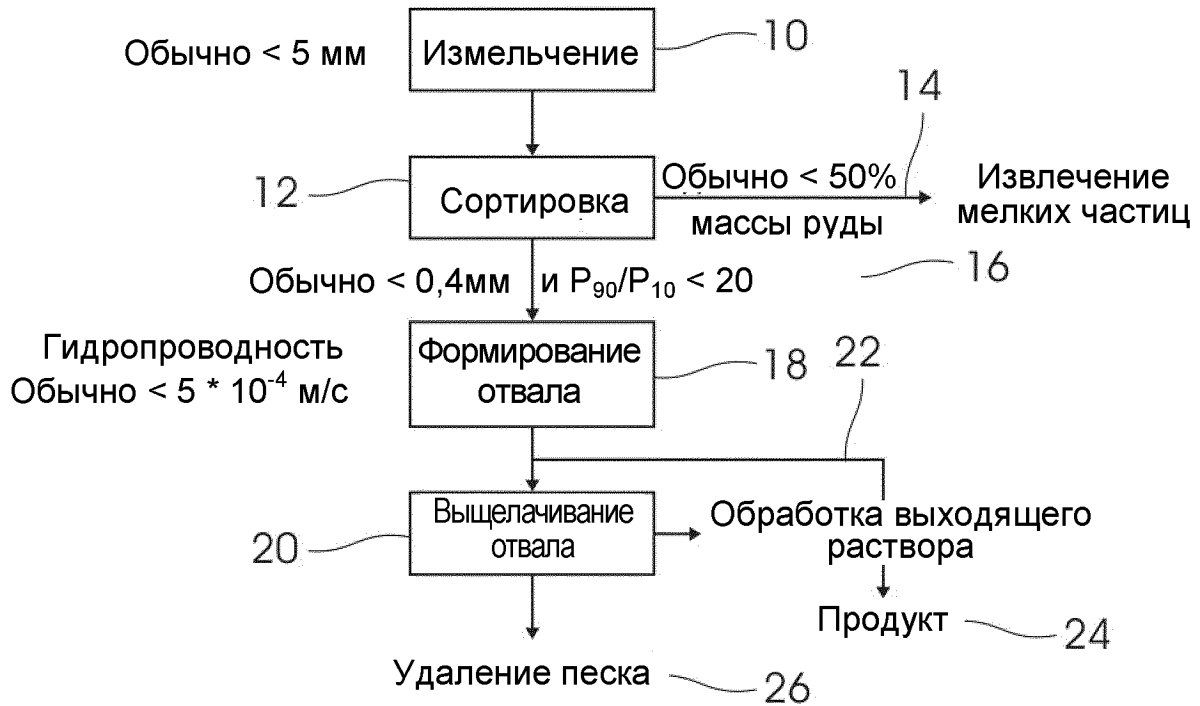 Обычно < 5 мм
Измельчение
10
14
12
Сортировка
Обычно < 50%
массы руды
Извлечение
мелких частиц
Обычно < 0,4мм и P90/P10 < 20
16
Гидропроводность
Обычно < 5 * 10-4 м/с
Формирование
отвала
18
22
20
Выщелачивание
отвала
Обработка выходящего
раствора
Продукт
24
Удаление песка
26